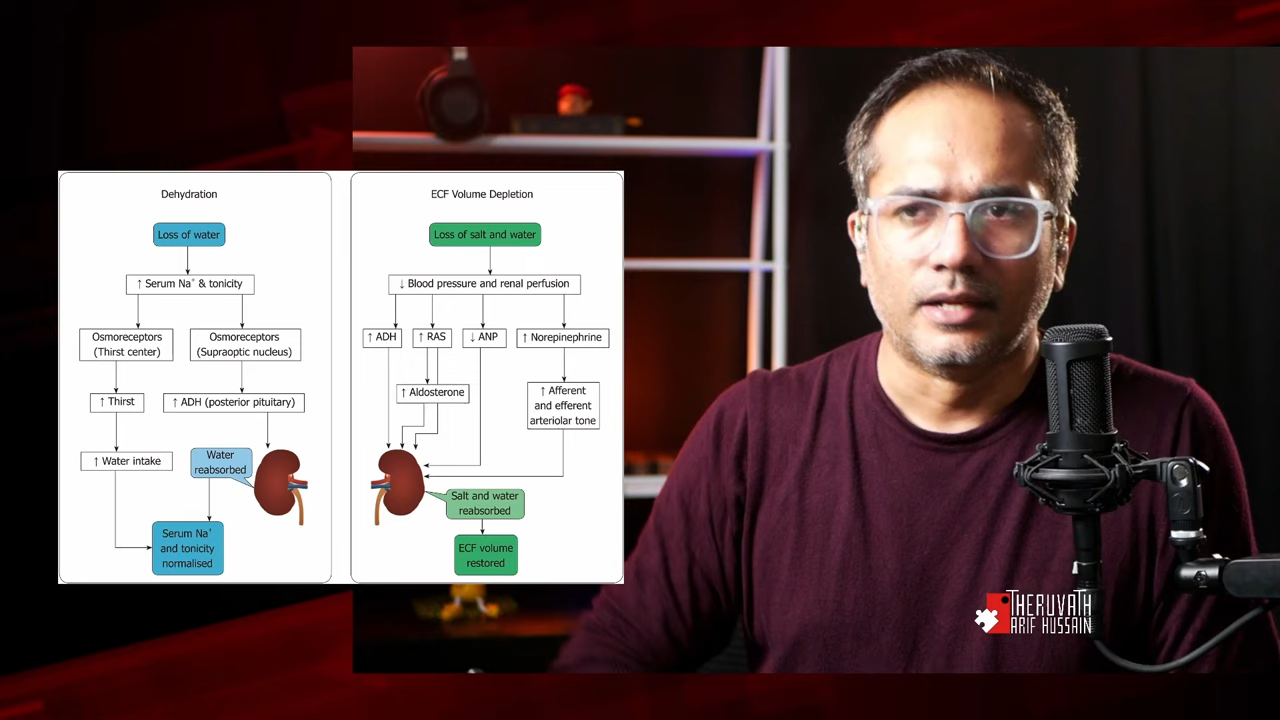 Dehydration
Loss of water
↑ Serum Na⁺ & tonicity
Osmoreceptors
(Thirst center)
Osmoreceptors
(Supraoptic nucleus)
↑ Thirst
↑ ADH (posterior pituitary)
↑ Water intake
Water
reabsorbed
Serum Na⁺
and tonicity
normalised
ECF Volume Depletion
Loss of salt and water
↓ Blood pressure and renal perfusion
↑ ADH
↑ RAS
↓ ANP
↑ Norepinephrine
↑ Aldosterone
↑ Afferent
and efferent
arteriolar tone
Salt and water
reabsorbed
ECF volume
restored
THERUVATH
ARIF HUSSAIN